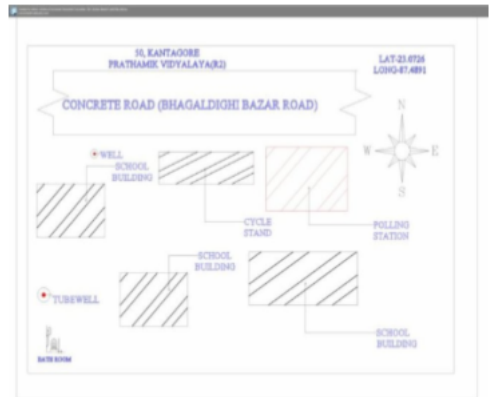 50, KANTAGORE
PRATHAMIK VIDYALAYA(R2)
LAT-23.0726
LONG-87.4891
CONCRETE ROAD (BHAGALDIGHI BAZAR ROAD)
N
W
E
S
WELL
SCHOOL
BUILDING
CYCLE
STAND
POLLING
STATION
SCHOOL
BUILDING
TUBEWELL
SCHOOL
BUILDING
BATH ROOM